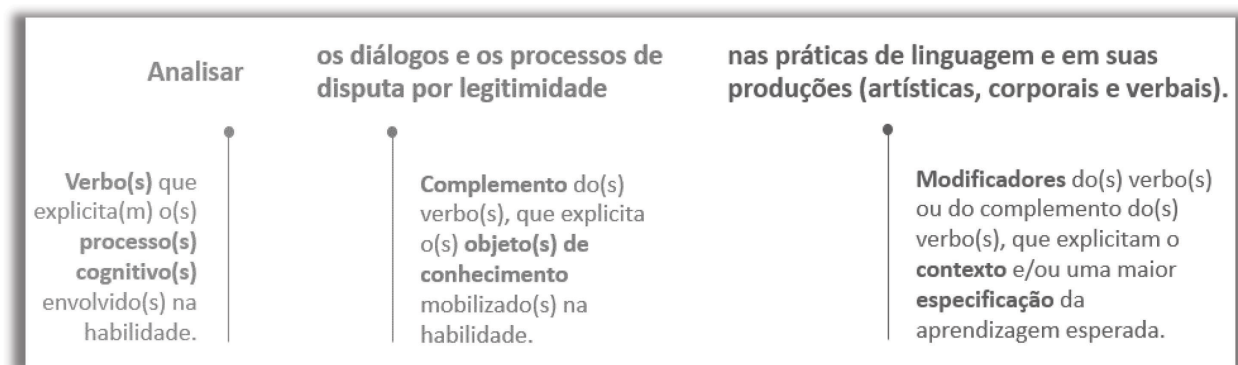 Analisar
os diálogos e os processos de
disputa por legitimidade
nas práticas de linguagem e em suas
produções (artísticas, corporais e verbais).
Verbo(s) que
explicita(m) o(s)
processo(s)
cognitivo(s)
envolvido(s) na
habilidade.
Complemento do(s)
verbo(s), que explicita
o(s) objeto(s) de
conhecimento
mobilizado(s) na
habilidade.
Modificadores do(s) verbo(s)
ou do complemento do(s)
verbo(s), que explicitam o
contexto e/ou uma maior
especificação da
aprendizagem esperada.